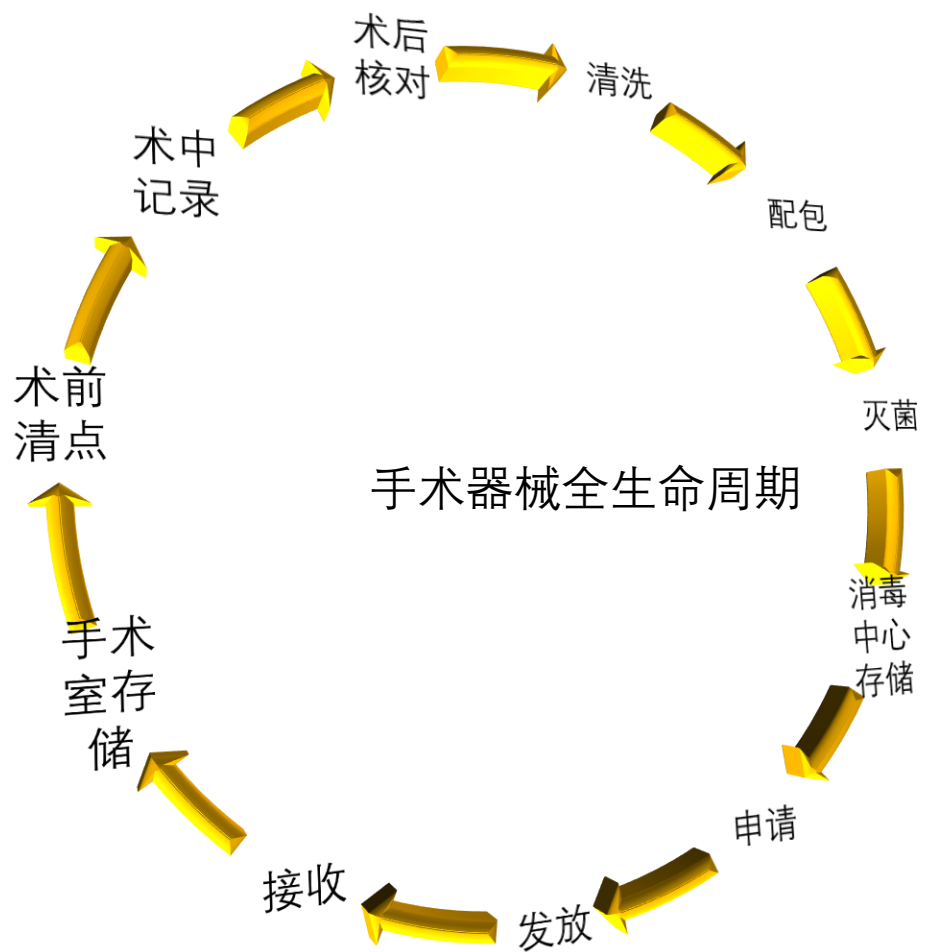 术后
核对
清洗
配包
灭菌
消毒
中心
存储
申请
发放
接收
手术
室存
储
术前
清点
术中
记录
手术器械全生命周期